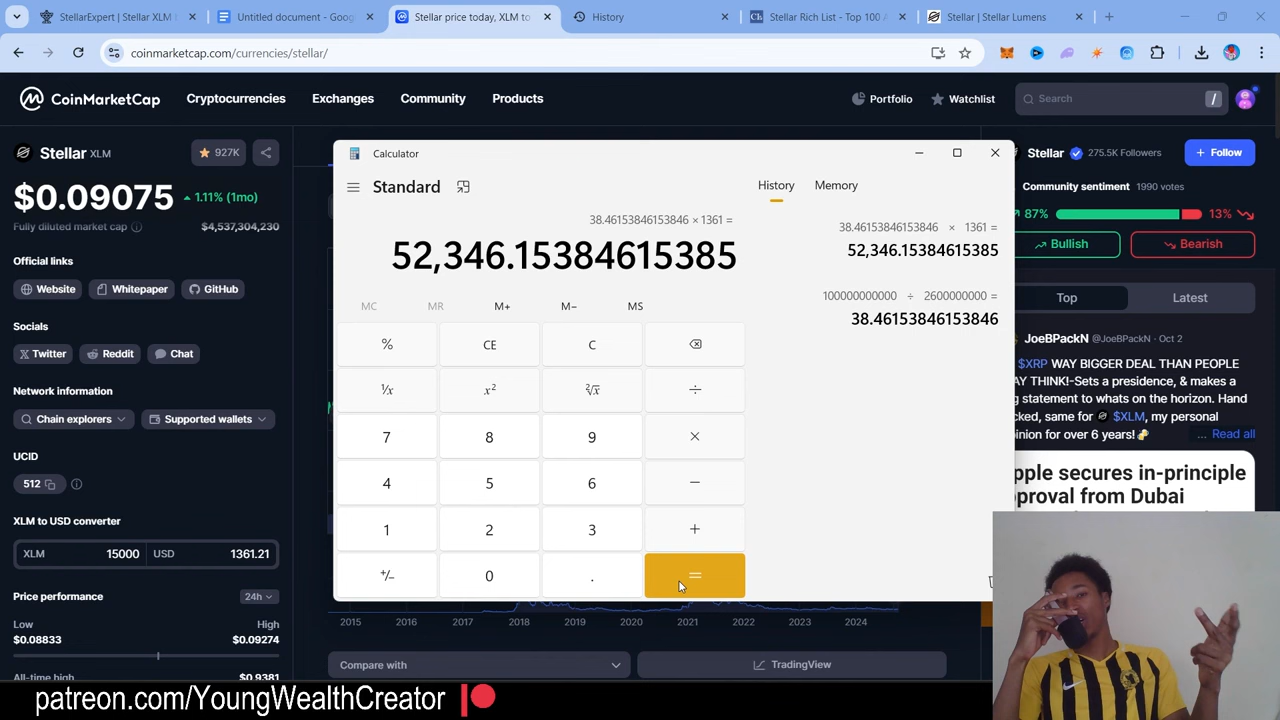 StellarExpert | Stellar XLM
Untitled document - Goog
Stellar price today, XLM to
History
Stellar Rich List - Top 100
Stellar | Stellar Lumens
coinmarketcap.com/currencies/stellar/
CoinMarketCap
Cryptocurrencies
Exchanges
Community
Products
Portfolio
Watchlist
Search
/
Stellar XLM
927K
$0.09075
1.11% (1mo)
Fully diluted market cap
$4,537,304,230
Official links
Website
Whitepaper
GitHub
Socials
Twitter
Reddit
Chat
Network information
Chain explorers
Supported wallets
UCID
512
XLM to USD converter
XLM 15000
USD 1361.21
Price performance
24h
Low
High
$0.08833
$0.09274
All-time high
$0.9381
Calculator
Standard
38.46153846153846 × 1361 =
52,346.15384615385
MC
MR
M+
M−
MS
%
CE
C
¹/x
x²
²√x
÷
7
8
9
×
4
5
6
−
1
2
3
+
+/−
0
.
=
History
Memory
38.46153846153846 × 1361 =
52,346.15384615385
100000000000 ÷ 2600000000 =
38.46153846153846
2015
2016
2017
2018
2019
2020
2021
2022
2023
2024
Compare with
TradingView
Stellar
275.5K Followers
+ Follow
Community sentiment 1990 votes
87%
13%
Bullish
Bearish
Top
Latest
JoeBPackN @JoeBPackN · Oct 2
$XRP WAY BIGGER DEAL THAN PEOPLE
AY THINK!-Sets a presidence, & makes a
g statement to whats on the horizon. Hand
cked, same for $XLM, my personal
inion for over 6 years!
... Read all
pple secures in-principle
proval from Dubai
patreon.com/YoungWealthCreator